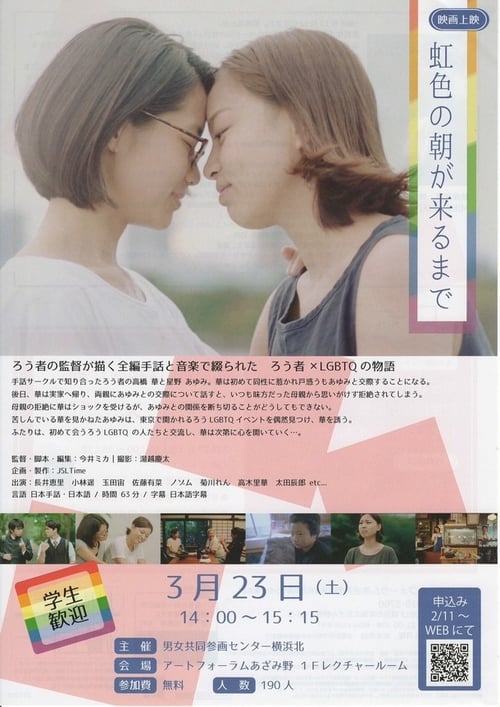 映画上映
虹色の朝が来るまで
ろう者の監督が描く全編手話と音楽で綴られた ろう者×LGBTQの物語
手話サークルで知り合ったろう者の高橋 華と星野 あゆみ。華は初めて同性に惹かれ戸惑うもあゆみと交際することになる。
後日、華は実家へ帰り、両親にあゆみとの交際について話すと、いつも味方だった母親から思いがけず拒絶されてしまう。
母親の拒絶に華はショックを受けるが、あゆみとの関係を断ち切ることがどうしてもできない。
苦しんでいる華を見かねたあゆみは、東京で開かれるろうLGBTQイベントを偶然見つけ、華を誘う。
ふたりは、初めて会うろうLGBTQ の人たちと交流し、華は次第に心を開いていく…。
監督・脚本・編集：今井ミカ｜撮影：湯越慶太
企画・製作：JSLTime
出演：長井恵里 小林遥 玉田宙 佐藤有菜 ノゾム 菊川れん 高木里華 太田辰郎 etc...
言語 日本手話・日本語 / 時間 63分 / 字幕 日本語字幕
学生
歓迎
3月23日（土）
14：00～15：15
申込み
2/11～
WEBにて
主催 男女共同参画センター横浜北
会場 アートフォーラムあざみ野 1Fレクチャールーム
参加費 無料 人数 190人